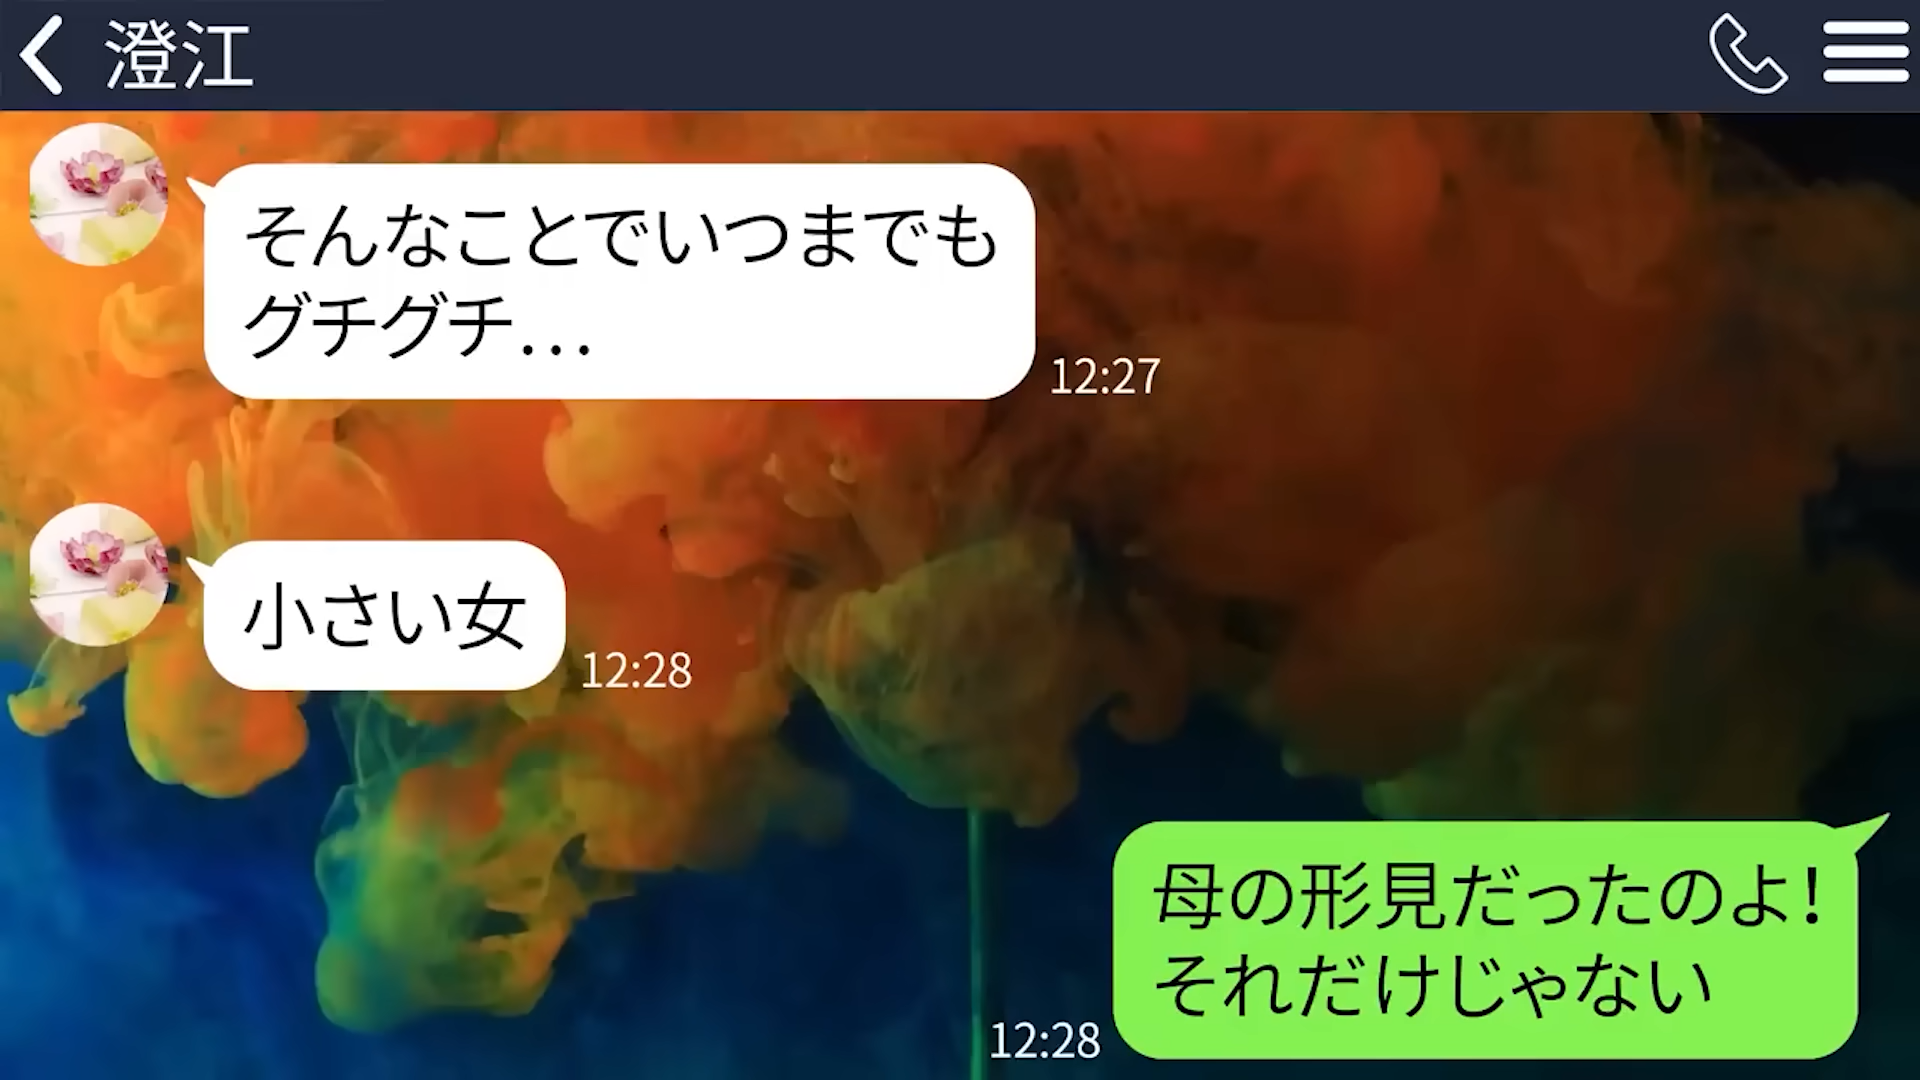 澄江
そんなことでいつまでも
グチグチ…
12:27
小さい女
12:28
母の形見だったのよ!
それだけじゃない
12:28